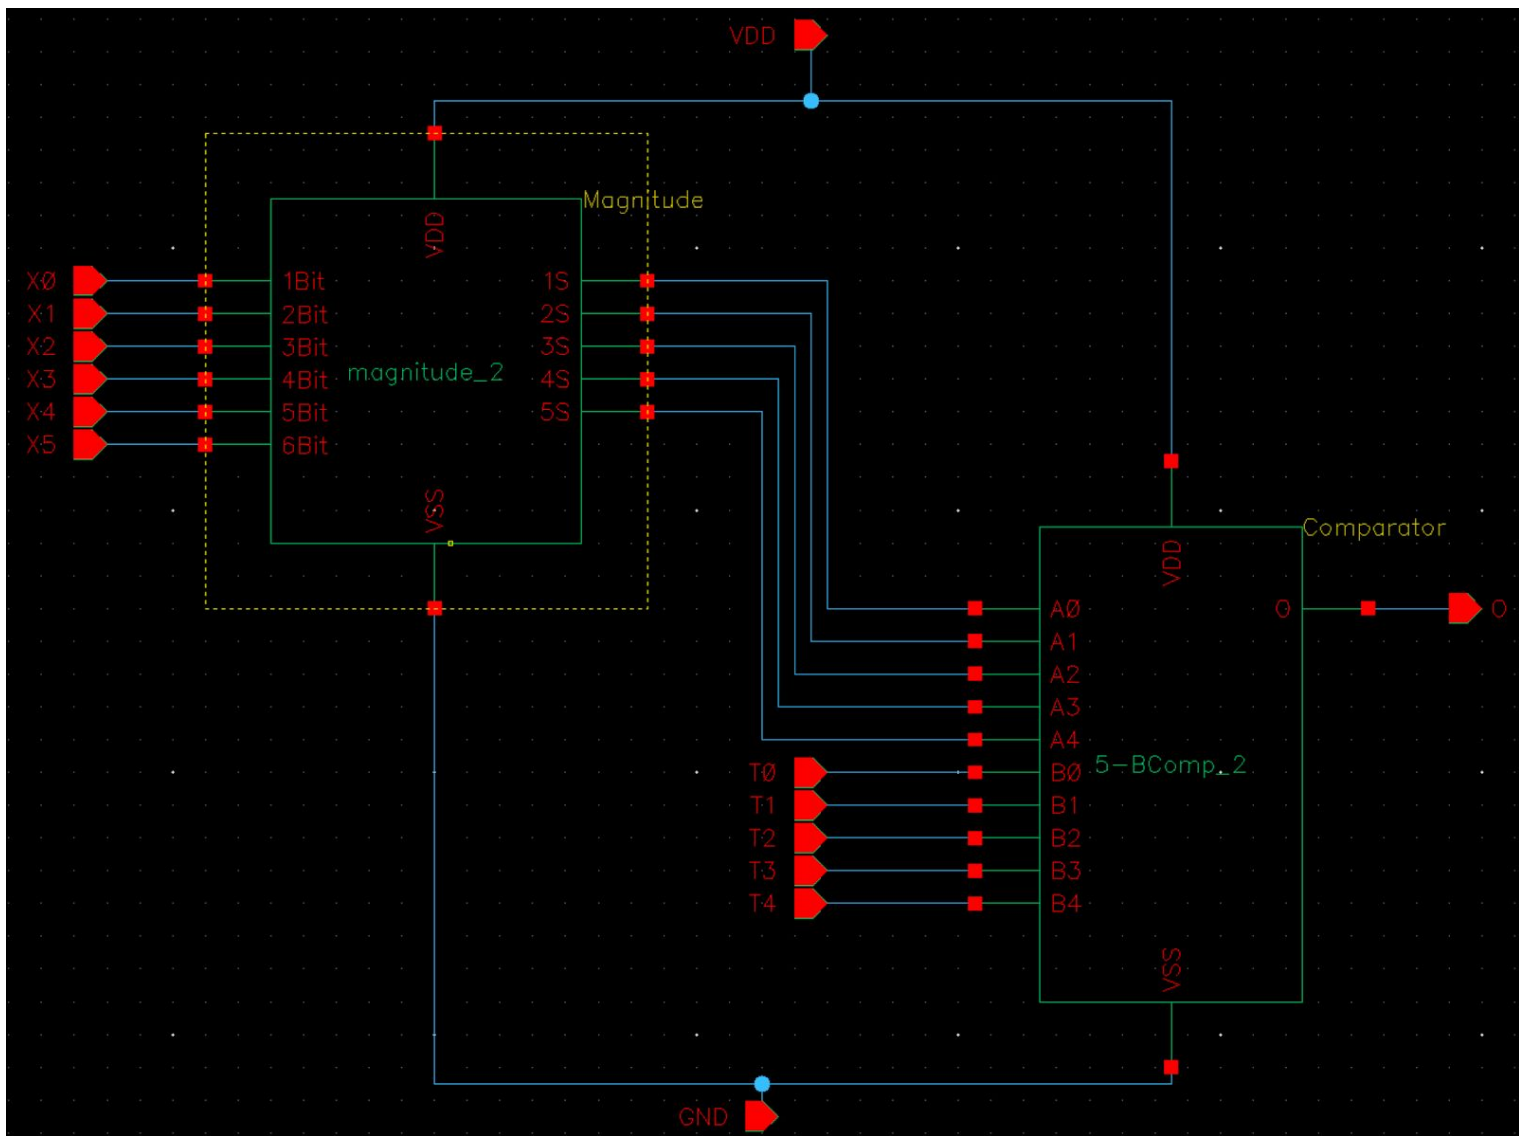 VDD
Magnitude
VDD
X0 1Bit 1S
X1 2Bit 2S
X2 3Bit 3S
magnitude_2
X3 4Bit 4S
X4 5Bit 5S
X5 6Bit
VSS
Comparator
VDD
A0 O O
A1
A2
A3
A4
5-BComp_2
T0 B0
T1 B1
T2 B2
T3 B3
T4 B4
VSS
GND